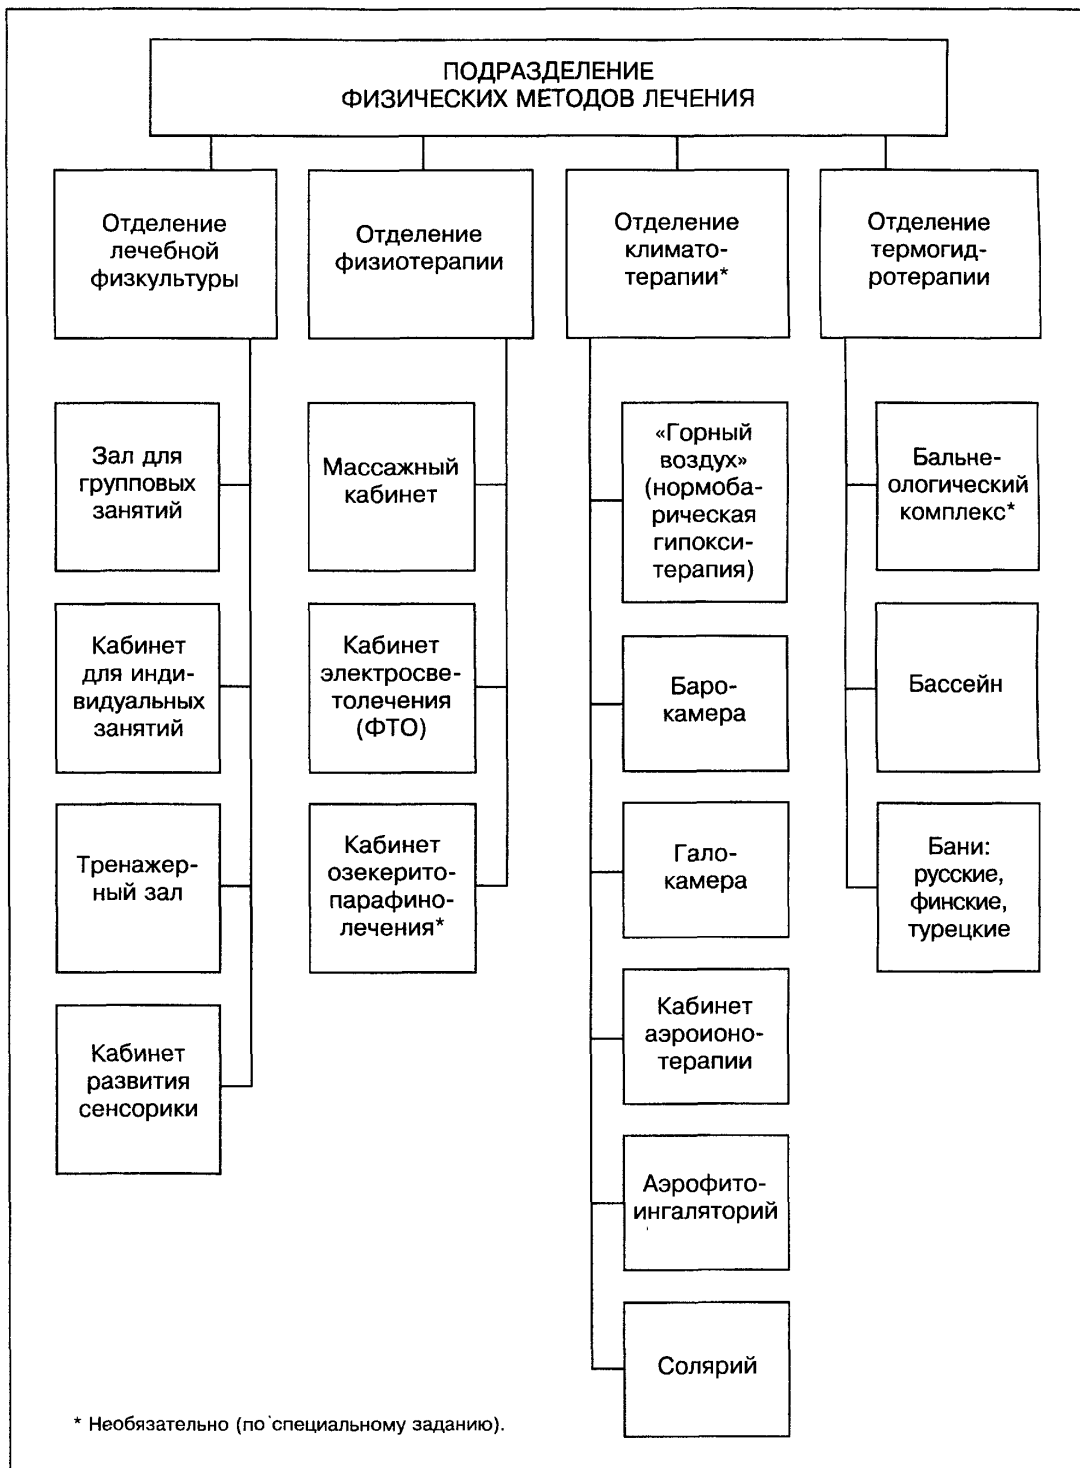 ПОДРАЗДЕЛЕНИЕ
ФИЗИЧЕСКИХ МЕТОДОВ ЛЕЧЕНИЯ
Отделение
лечебной
физкультуры
Отделение
физиотерапии
Отделение
климато-
терапии*
Отделение
термогид-
ротерапии
Зал для
групповых
занятий
Кабинет
для инди-
видуальных
занятий
Тренажер-
ный зал
Кабинет
развития
сенсорики
Массажный
кабинет
Кабинет
электросве-
толечения
(ФТО)
Кабинет
озекерито-
парафино-
лечения*
«Горный
воздух»
(нормоба-
рическая
гипокси-
терапия)
Баро-
камера
Гало-
камера
Кабинет
аэроионо-
терапии
Аэрофито-
ингаляторий
Солярий
Бальне-
ологический
комплекс*
Бассейн
Бани:
русские,
финские,
турецкие
* Необязательно (по специальному заданию).